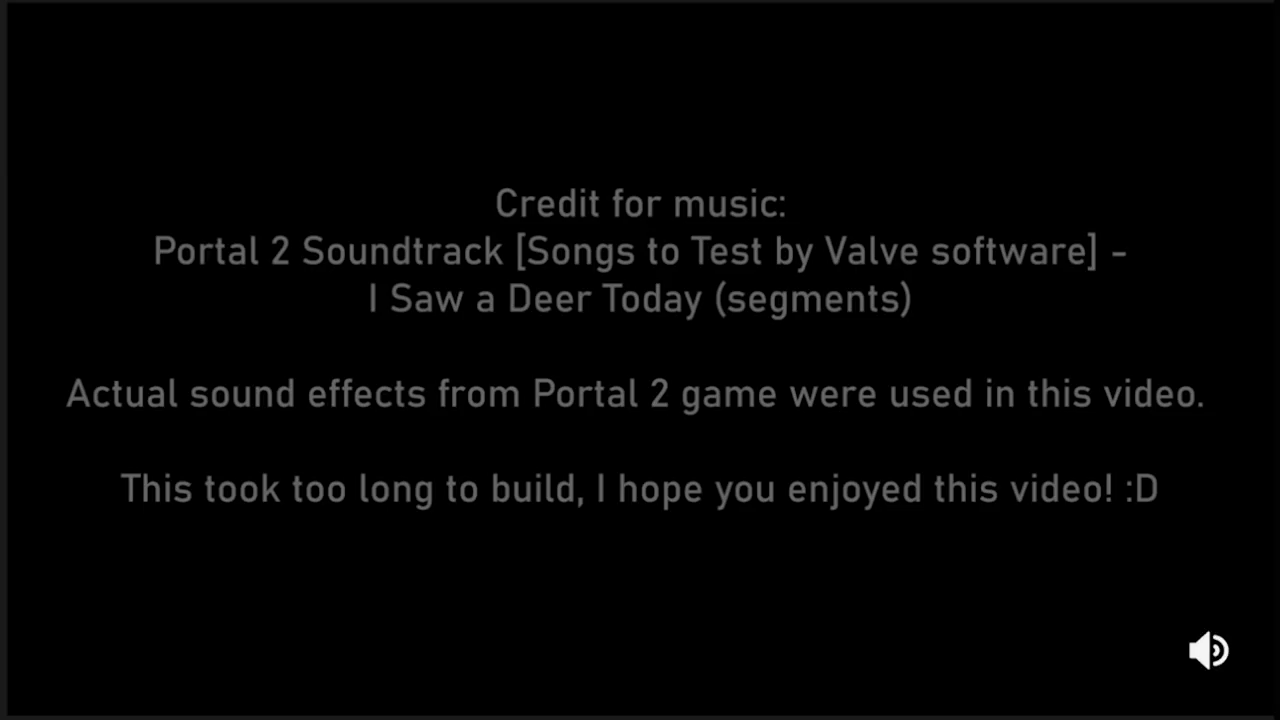 Credit for music:
Portal 2 Soundtrack [Songs to Test by Valve software] -
I Saw a Deer Today (segments)
Actual sound effects from Portal 2 game were used in this video.
This took too long to build, I hope you enjoyed this video! :D